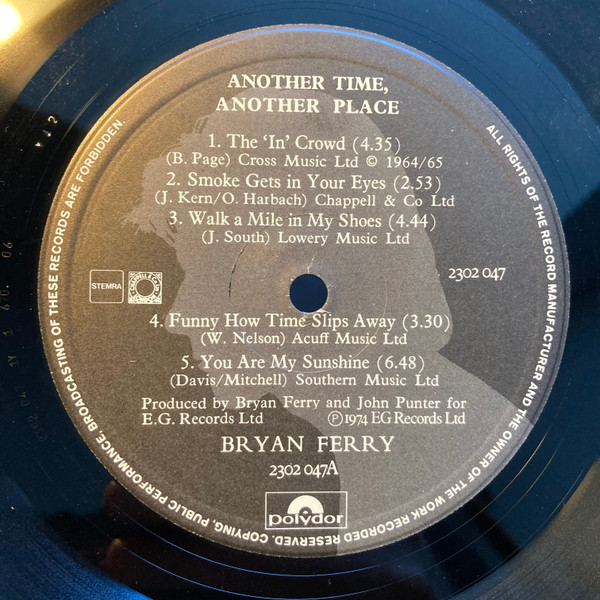 ANOTHER TIME,
ANOTHER PLACE
1. The ‘In’ Crowd (4.35)
(B. Page) Cross Music Ltd © 1964/65
2. Smoke Gets in Your Eyes (2.53)
(J. Kern/O. Harbach) Chappell & Co Ltd
3. Walk a Mile in My Shoes (4.44)
(J. South) Lowery Music Ltd
2302 047
STEMRA
4. Funny How Time Slips Away (3.30)
(W. Nelson) Acuff Music Ltd
5. You Are My Sunshine (6.48)
(Davis/Mitchell) Southern Music Ltd
Produced by Bryan Ferry and John Punter for
E.G. Records Ltd ℗ 1974 EG Records Ltd
BRYAN FERRY
2302 047A
polydor
ALL RIGHTS OF THE RECORD MANUFACTURER AND THE OWNER OF THE WORK RECORDED RESERVED. COPYING, PUBLIC PERFORMANCE, BROADCASTING OF THESE RECORDS ARE FORBIDDEN.